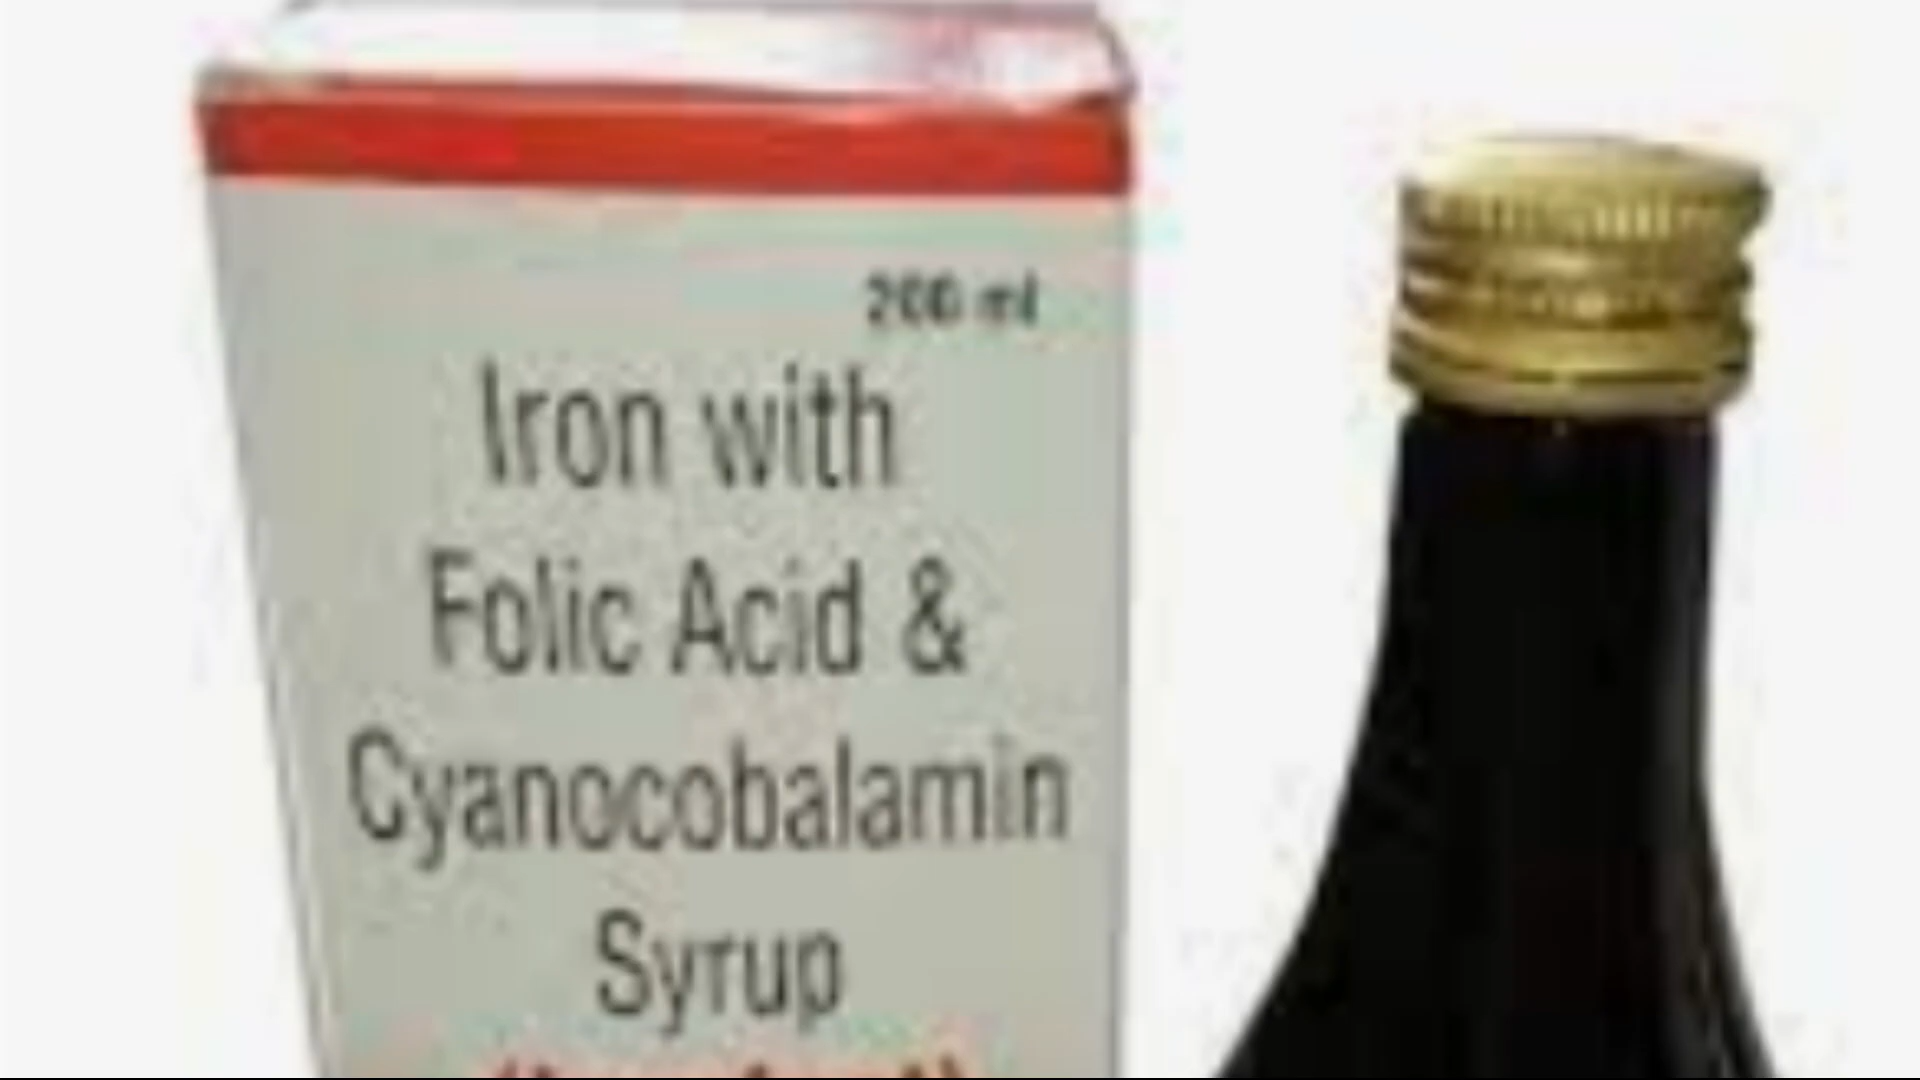 200 ml
Iron with
Folic Acid &
Cyanocobalamin
Syrup